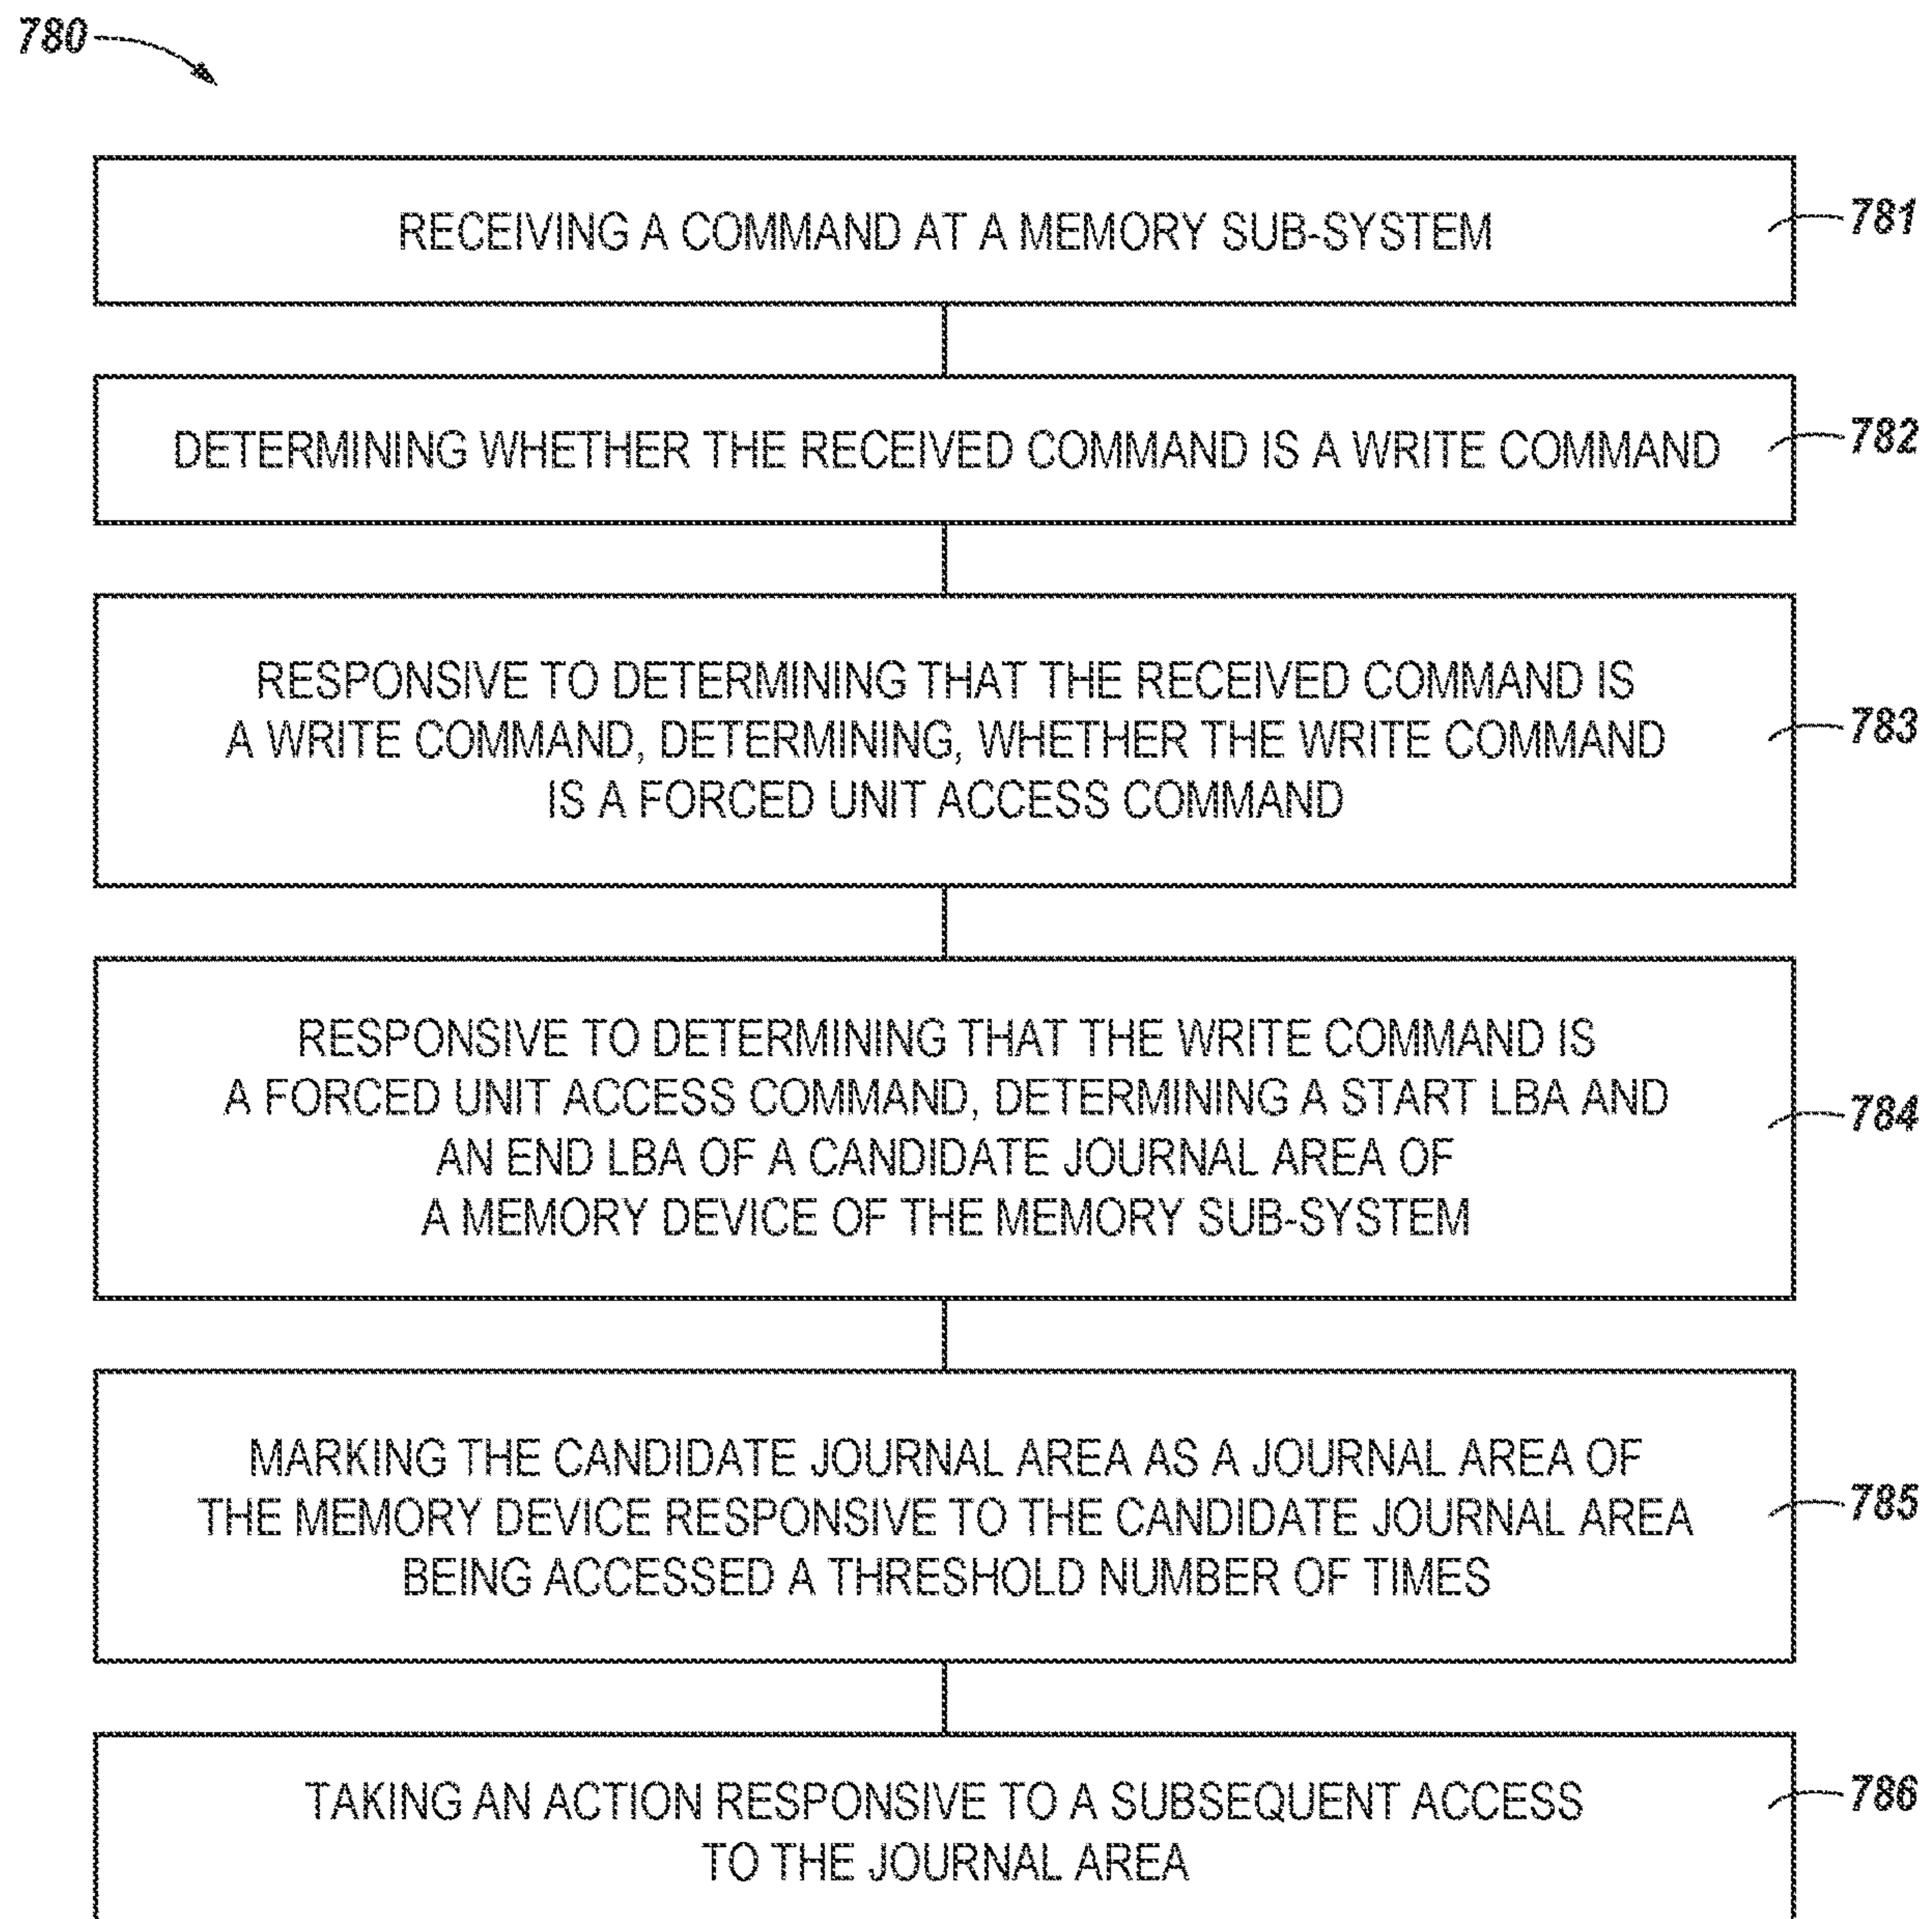 780
RECEIVING A COMMAND AT A MEMORY SUB-SYSTEM
781
DETERMINING WHETHER THE RECEIVED COMMAND IS A WRITE COMMAND
782
RESPONSIVE TO DETERMINING THAT THE RECEIVED COMMAND IS
A WRITE COMMAND, DETERMINING, WHETHER THE WRITE COMMAND
IS A FORCED UNIT ACCESS COMMAND
783
RESPONSIVE TO DETERMINING THAT THE WRITE COMMAND IS
A FORCED UNIT ACCESS COMMAND, DETERMINING A START LBA AND
AN END LBA OF A CANDIDATE JOURNAL AREA OF
A MEMORY DEVICE OF THE MEMORY SUB-SYSTEM
784
MARKING THE CANDIDATE JOURNAL AREA AS A JOURNAL AREA OF
THE MEMORY DEVICE RESPONSIVE TO THE CANDIDATE JOURNAL AREA
BEING ACCESSED A THRESHOLD NUMBER OF TIMES
785
TAKING AN ACTION RESPONSIVE TO A SUBSEQUENT ACCESS
TO THE JOURNAL AREA
786